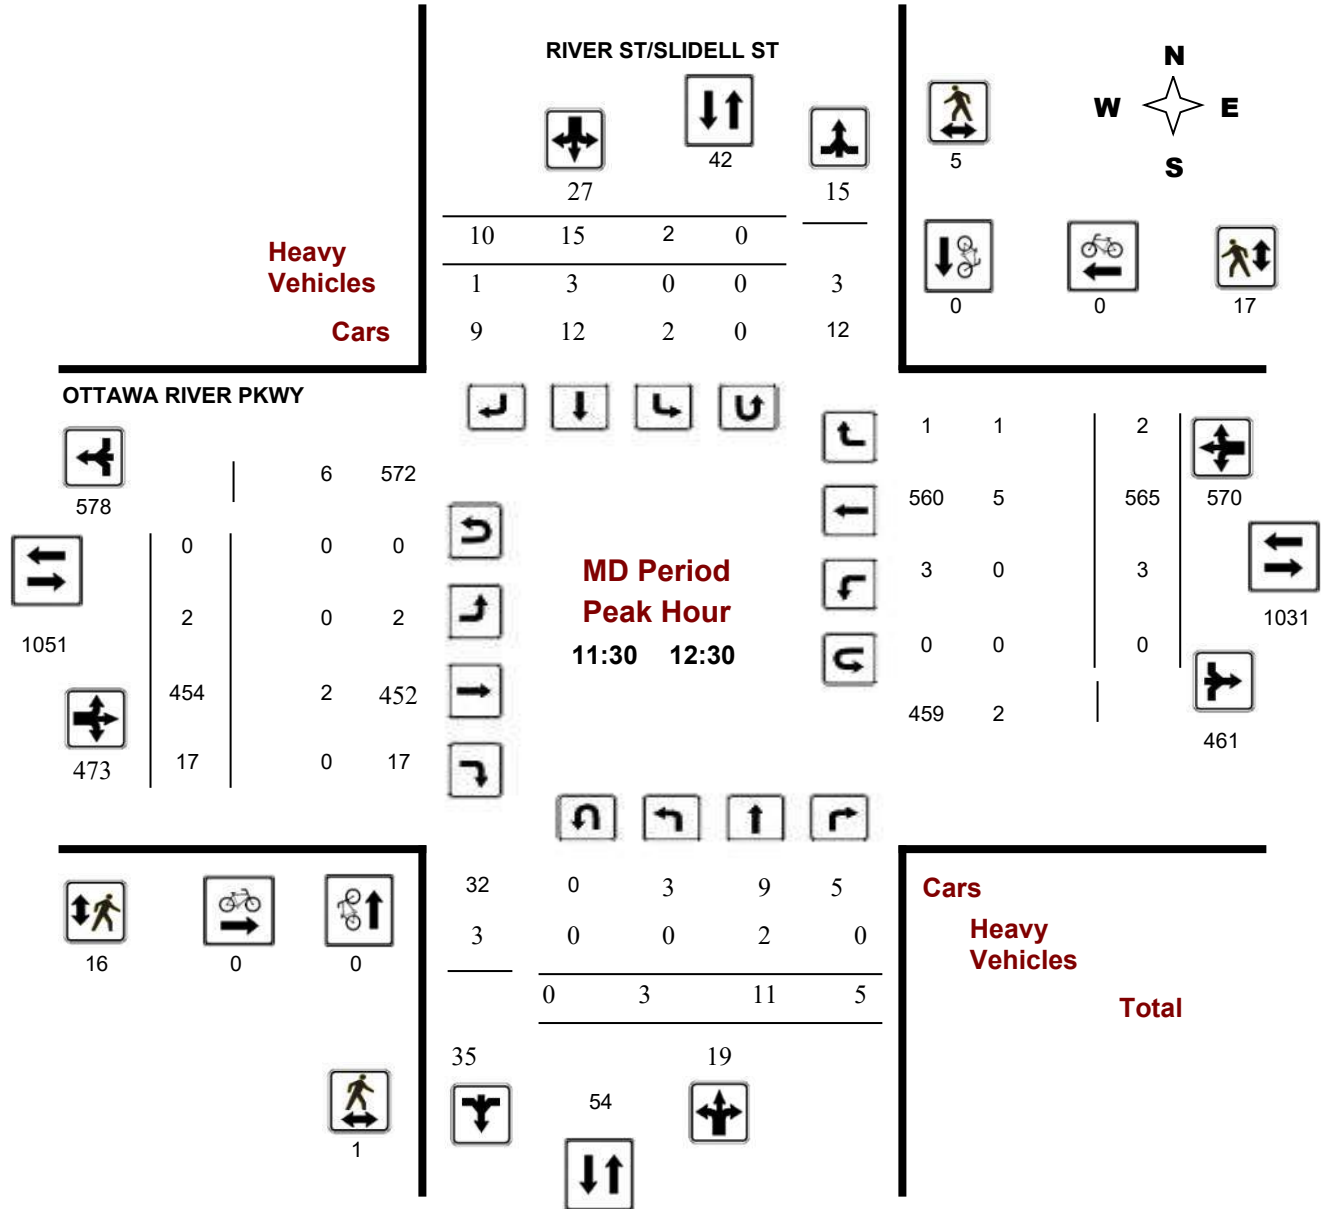 RIVER ST/SLIDELL ST
N
W E
S
42
5
27
15
10 15 2 0
Heavy
Vehicles
1 3 0 0 3
0 0 17
Cars
9 12 2 0 12
OTTAWA RIVER PKWY
1 1 2
6 572
578
560 5 565 570
0 0 0
MD Period
3 0 3
2 0 2
Peak Hour
1031
1051
11:30 12:30
0 0 0
454 2 452
459 2
461
473
17 0 17
32 0 3 9 5
Cars
3 0 0 2 0
Heavy
Vehicles
16 0 0
0 3 11 5
Total
35 19
54
1